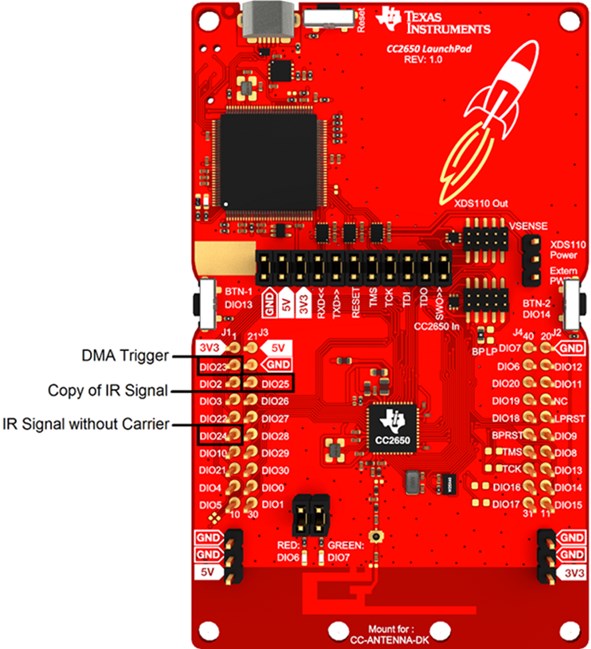 Reset
TEXAS
INSTRUMENTS
CC2650 LaunchPad
REV: 1.0
XDS110 Out
VSENSE
XDS110
Power
Extern
BTN-1
DIO13
GND
5V
3V3
RXD<<
TXD>>
RESET
TMS
TCK
TDI
TDO
SWO>>
CC2650 In
BTN-2
DIO14
BP LP
J1 21 J3
J4 40 20 J2
3V3 5V
DIO7 GND
DMA Trigger
DIO23 GND
DIO6 DIO12
Copy of IR Signal
DIO2 DIO25
DIO20 DIO11
DIO3 DIO26
DIO19 NC
IR Signal without Carrier
DIO22 DIO27
DIO18 LPRST
DIO24 DIO28
BPRST DIO9
DIO10 DIO29
TMS DIO8
DIO21 DIO30
TCK DIO13
DIO4 DIO0
DIO16 DIO14
DIO5 DIO1
DIO17 DIO15
10 30
31 11
CC2650
GND
GND
5V
RED: GREEN:
DIO6 DIO7
GND
GND
3V3
Mount for :
CC-ANTENNA-DK